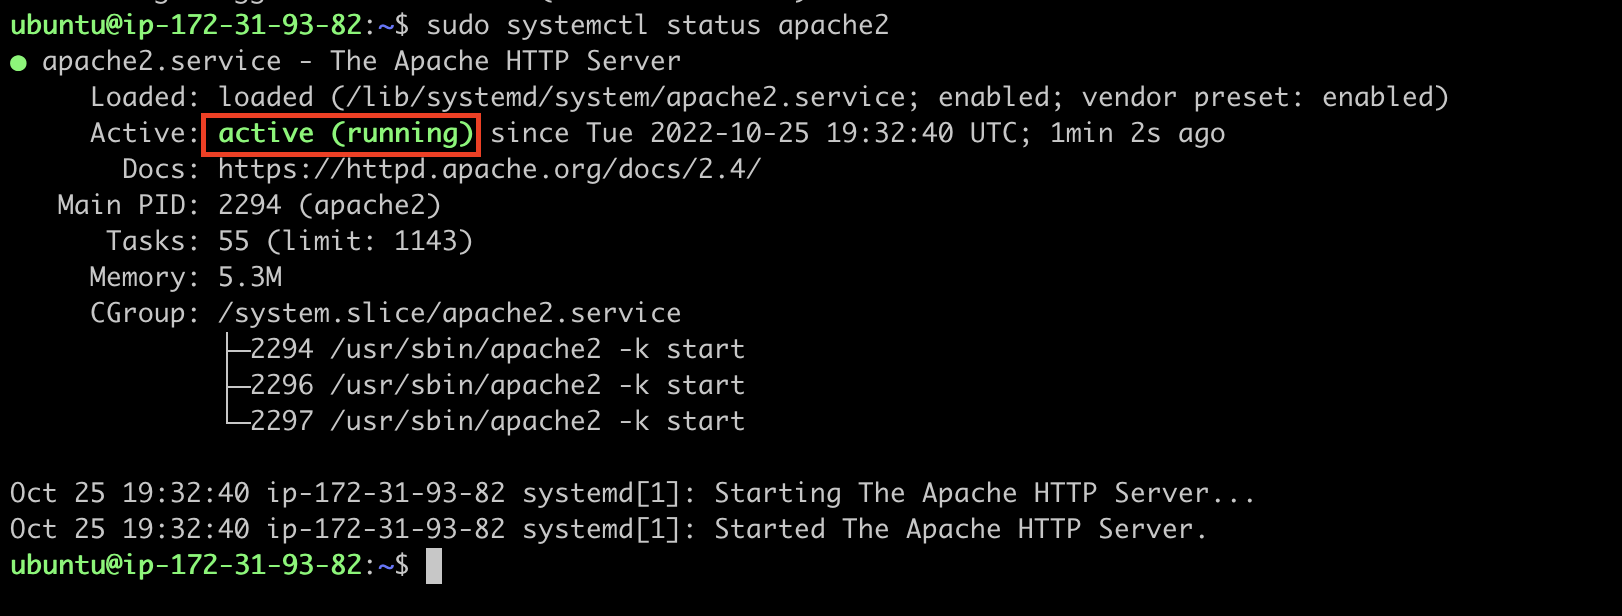 ubuntu@ip-172-31-93-82:~$ sudo systemctl status apache2
● apache2.service - The Apache HTTP Server
     Loaded: loaded (/lib/systemd/system/apache2.service; enabled; vendor preset: enabled)
     Active: active (running) since Tue 2022-10-25 19:32:40 UTC; 1min 2s ago
       Docs: https://httpd.apache.org/docs/2.4/
   Main PID: 2294 (apache2)
      Tasks: 55 (limit: 1143)
     Memory: 5.3M
     CGroup: /system.slice/apache2.service
             ├─2294 /usr/sbin/apache2 -k start
             ├─2296 /usr/sbin/apache2 -k start
             └─2297 /usr/sbin/apache2 -k start

Oct 25 19:32:40 ip-172-31-93-82 systemd[1]: Starting The Apache HTTP Server...
Oct 25 19:32:40 ip-172-31-93-82 systemd[1]: Started The Apache HTTP Server.
ubuntu@ip-172-31-93-82:~$